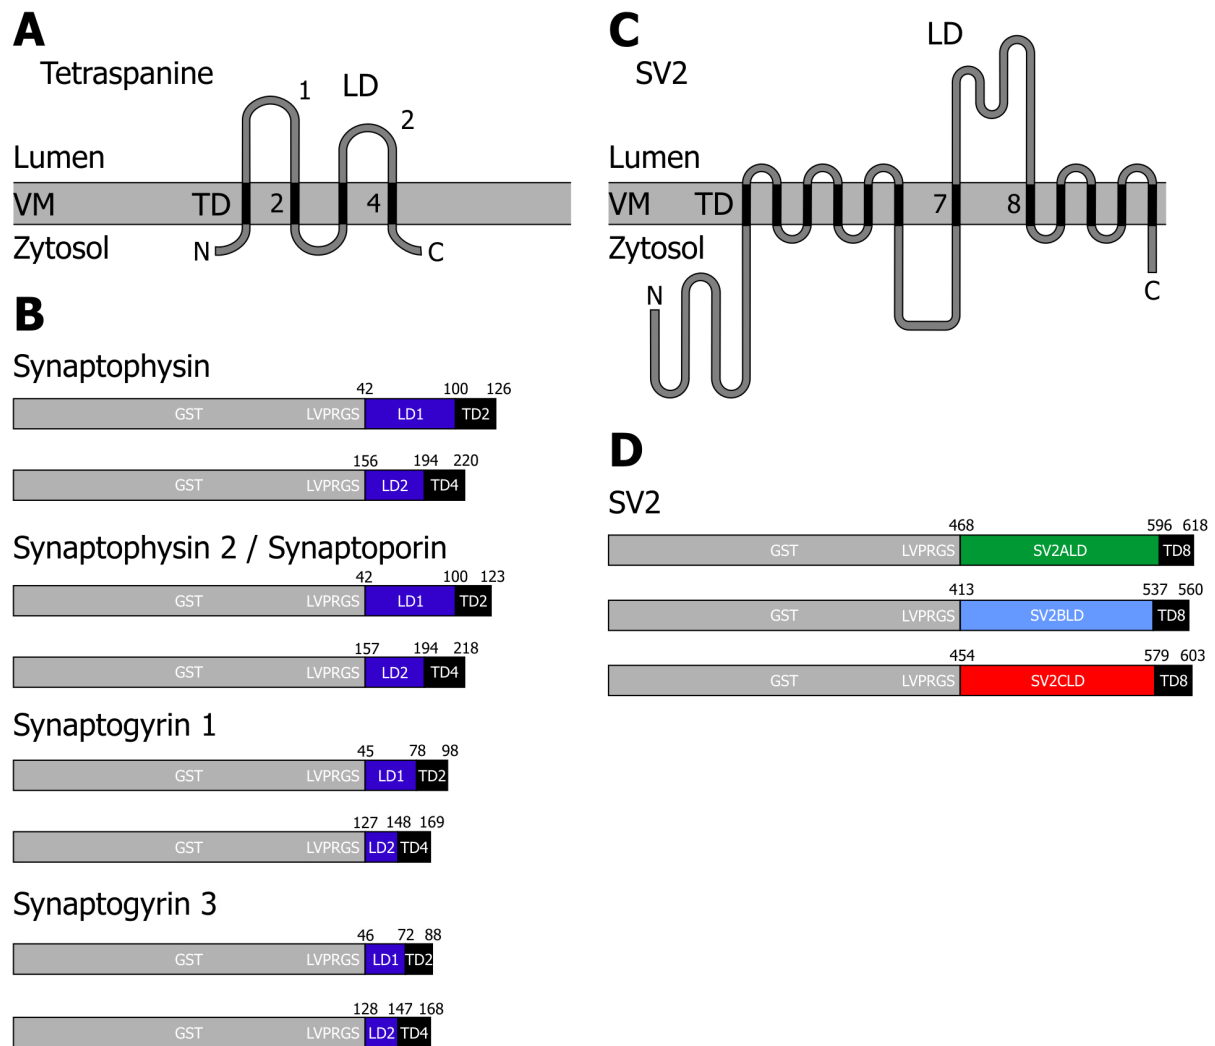 A
Tetraspanine
1
LD
2
Lumen
VM
TD
2
4
Zytosol
N
C
B
Synaptophysin
42 100 126
GST LVPRGS LD1 TD2
156 194 220
GST LVPRGS LD2 TD4
Synaptophysin 2 / Synaptoporin
42 100 123
GST LVPRGS LD1 TD2
157 194 218
GST LVPRGS LD2 TD4
Synaptogyrin 1
45 78 98
GST LVPRGS LD1 TD2
127 148 169
GST LVPRGS LD2 TD4
Synaptogyrin 3
46 72 88
GST LVPRGS LD1 TD2
128 147 168
GST LVPRGS LD2 TD4
C
LD
SV2
Lumen
VM
TD
7
8
Zytosol
N
C
D
SV2
468 596 618
GST LVPRGS SV2ALD TD8
413 537 560
GST LVPRGS SV2BLD TD8
454 579 603
GST LVPRGS SV2CLD TD8